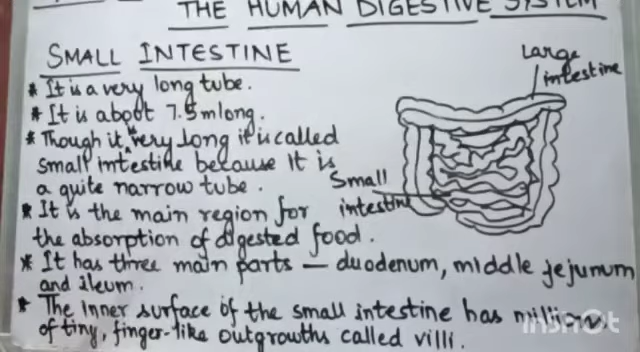 THE HUMAN DIGESTIVE SYSTEM
SMALL INTESTINE
* It is a very long tube.
* It is about 7.5m long.
* Though it is very long it is called
small intestine because It is
a quite narrow tube.
* It is the main region for
the absorption of digested food.
* It has three main parts — duodenum, middle jejunum
and ileum.
* The inner surface of the small intestine has millions
of tiny, finger-like outgrowths called villi.
Large
intestine
Small
intestine